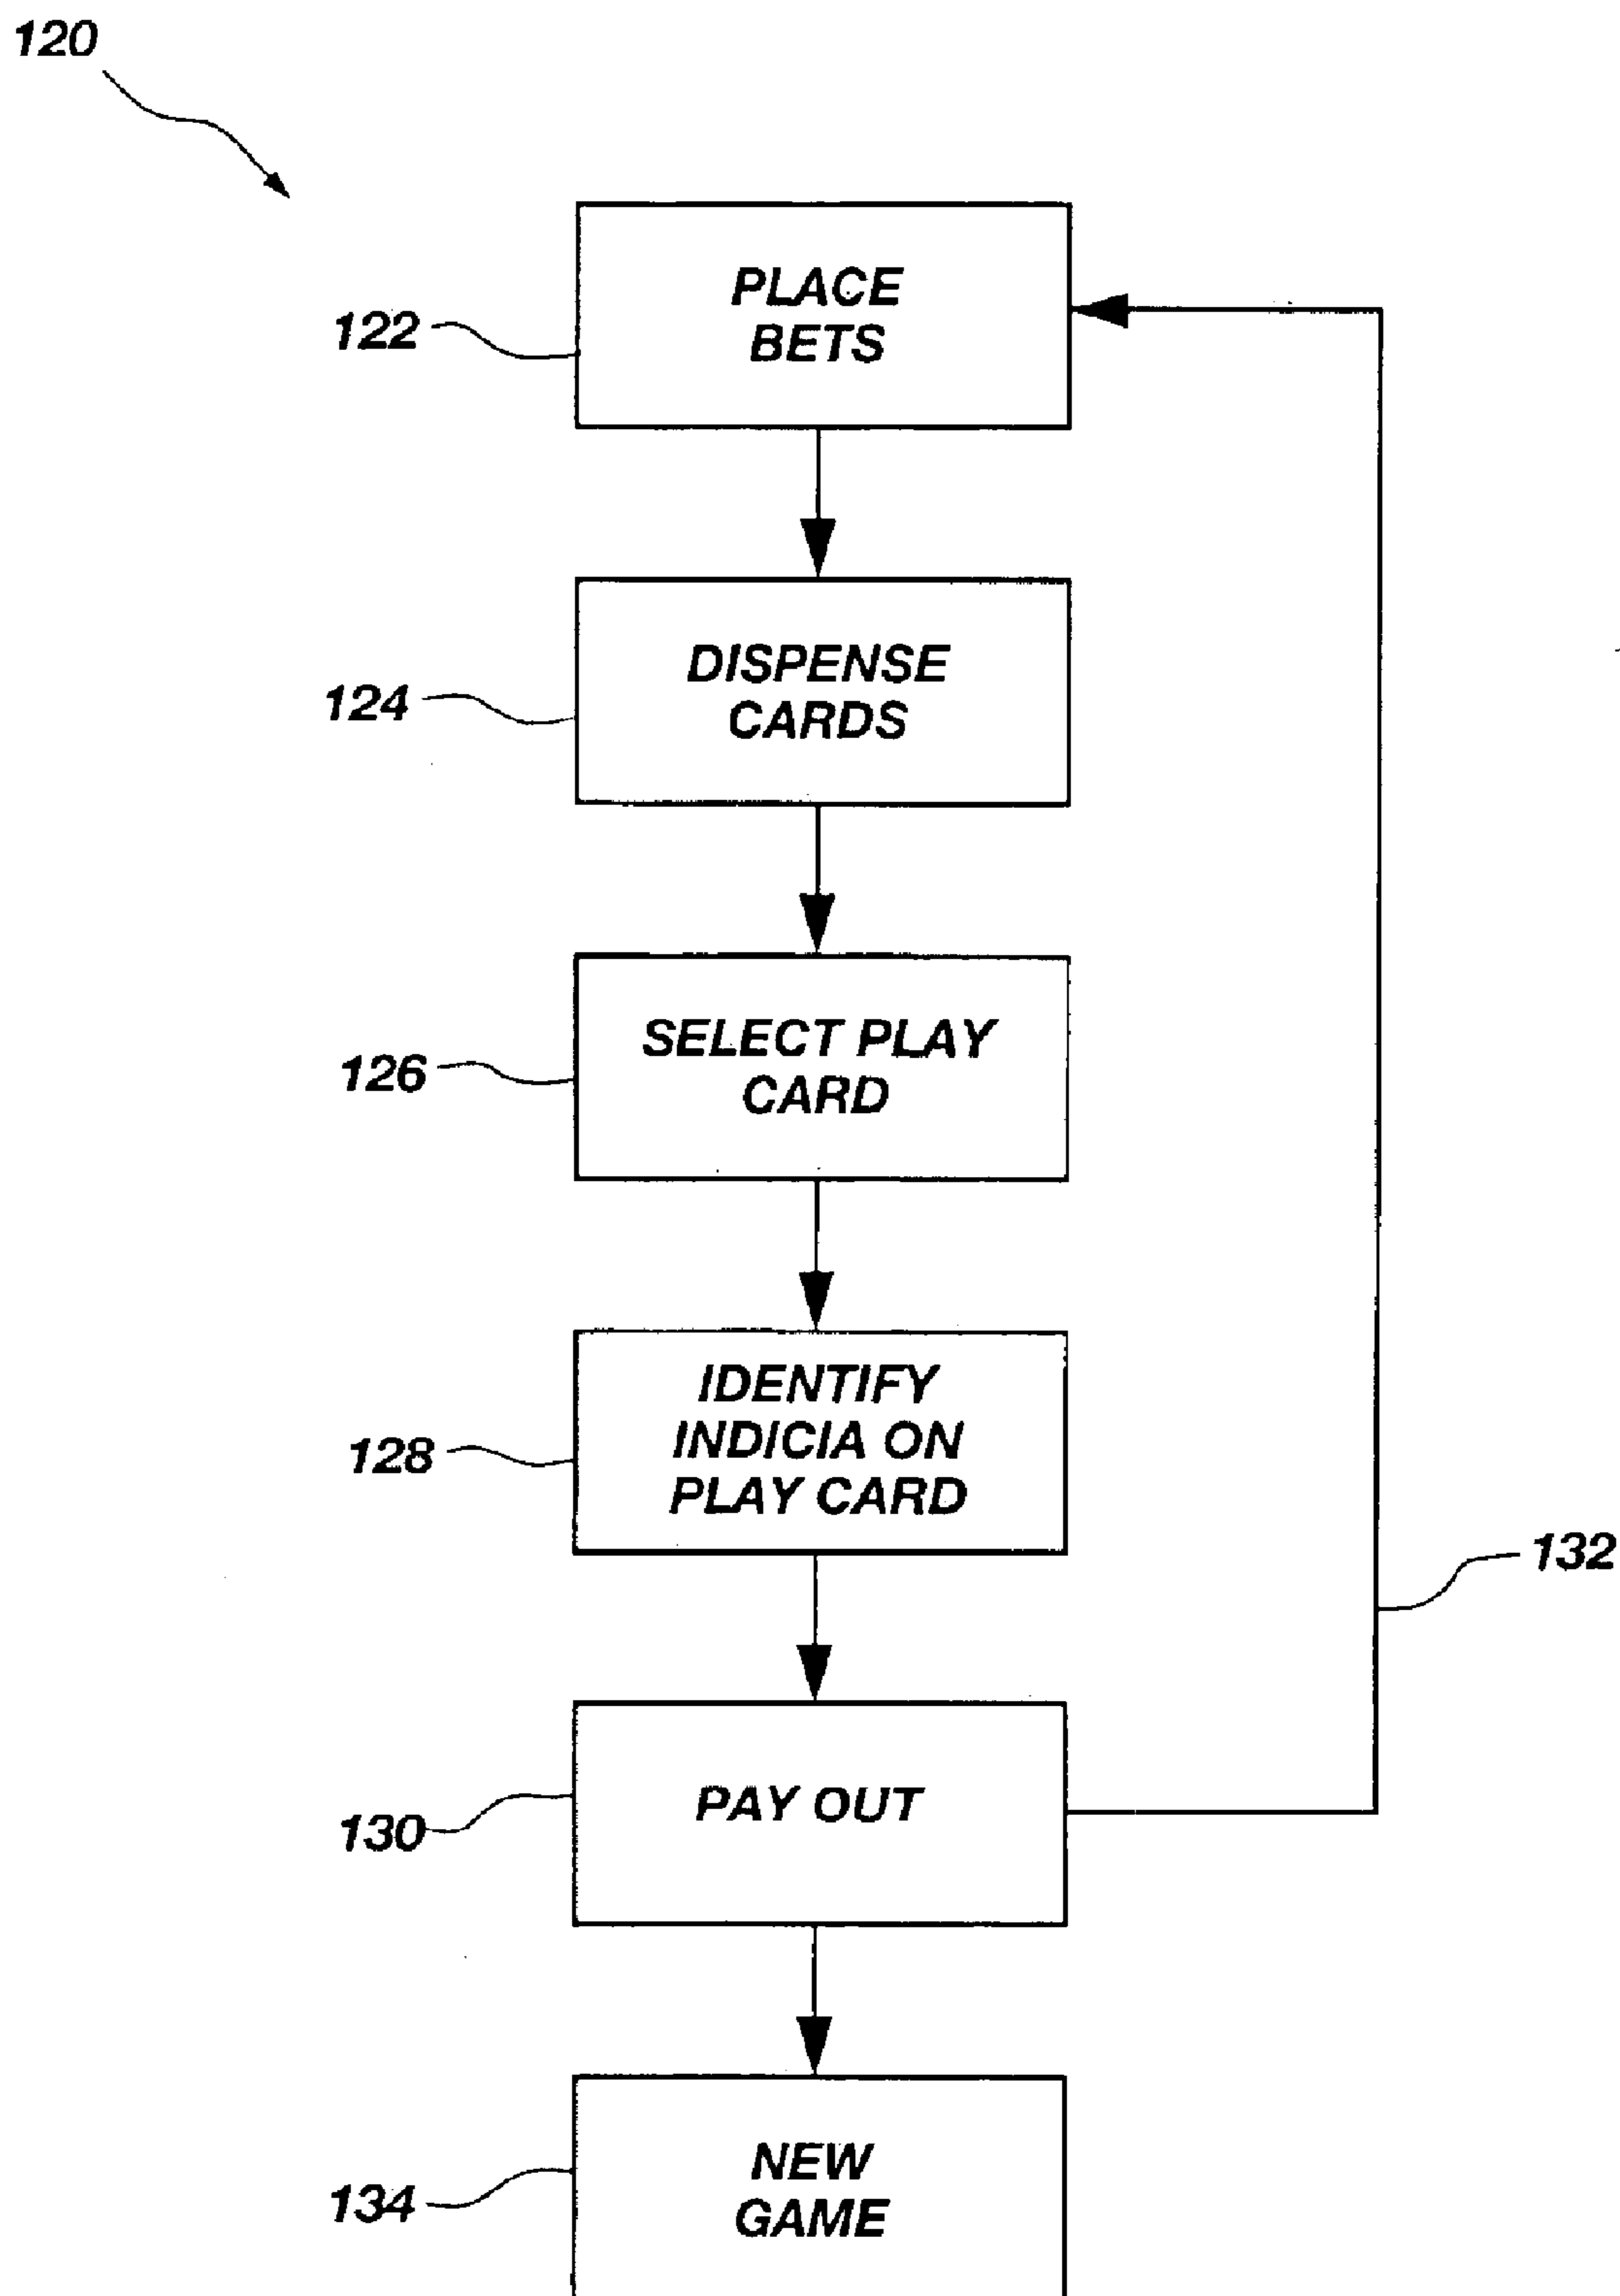 120
122
PLACE
BETS
124
DISPENSE
CARDS
126
SELECT PLAY
CARD
128
IDENTIFY
INDICIA ON
PLAY CARD
132
130
PAY OUT
134
NEW
GAME